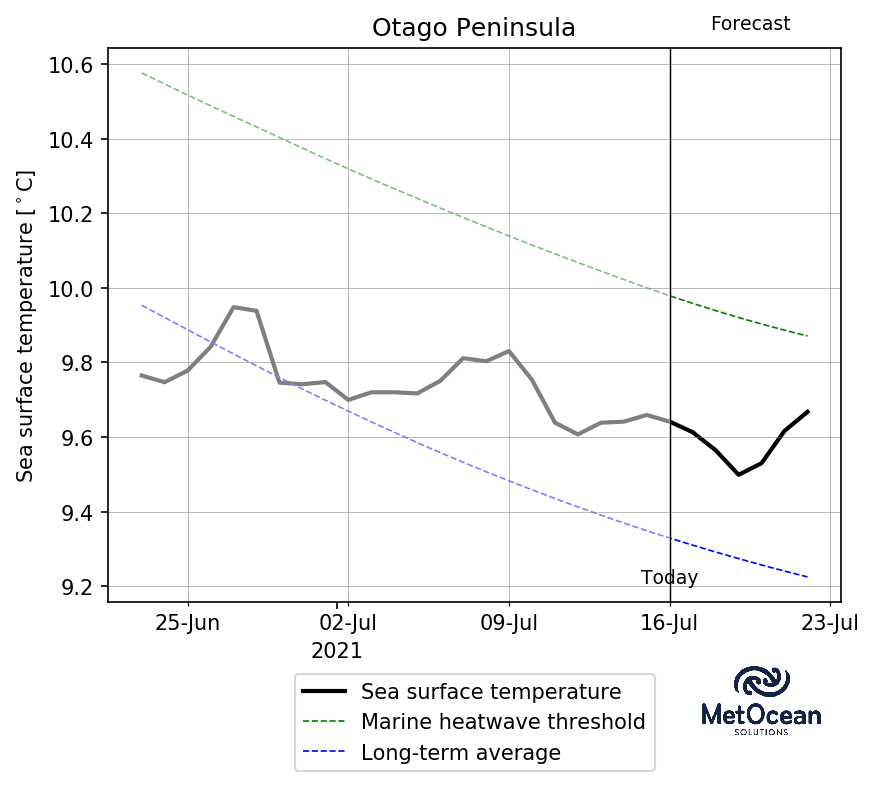 Otago Peninsula
Forecast
Sea surface temperature [ °C]
10.6
10.4
10.2
10.0
9.8
9.6
9.4
9.2
Today
25-Jun
02-Jul
09-Jul
16-Jul
23-Jul
2021
Sea surface temperature
Marine heatwave threshold
Long-term average
MetOcean
SOLUTIONS